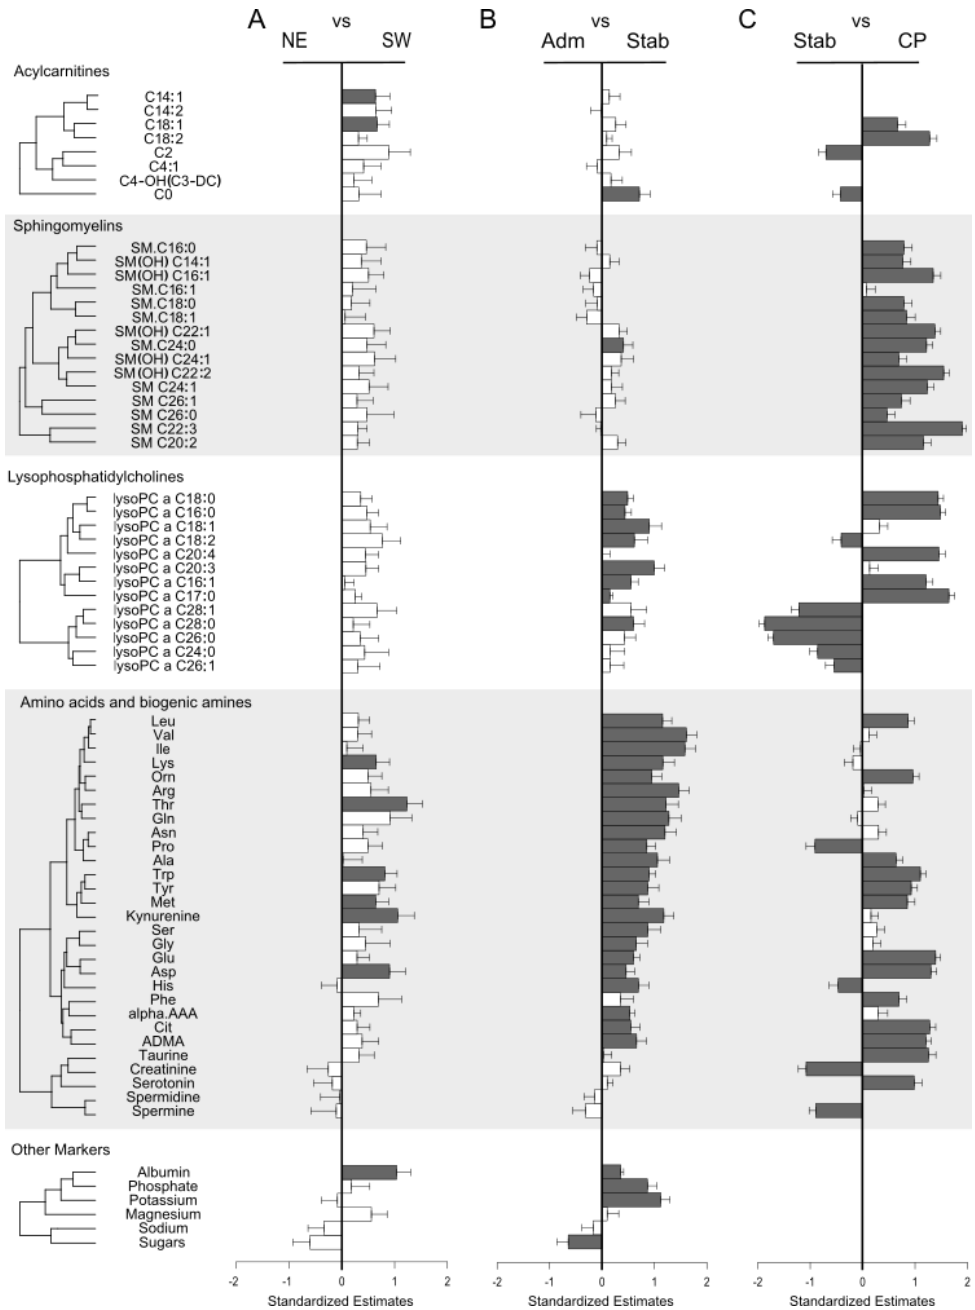 A vs B vs C vs
NE SW Adm Stab Stab CP
Acylcarnitines
C14:1
C14:2
C18:1
C18:2
C2
C4:1
C4-OH(C3-DC)
C0
Sphingomyelins
SM.C16:0
SM(OH) C14:1
SM(OH) C16:1
SM.C16:1
SM.C18:0
SM.C18:1
SM(OH) C22:1
SM.C24:0
SM(OH) C24:1
SM(OH) C22:2
SM C24:1
SM C26:1
SM C26:0
SM C22:3
SM C20:2
Lysophosphatidylcholines
lysoPC a C18:0
lysoPC a C16:0
lysoPC a C18:1
lysoPC a C18:2
lysoPC a C20:4
lysoPC a C20:3
lysoPC a C16:1
lysoPC a C17:0
lysoPC a C28:1
lysoPC a C28:0
lysoPC a C26:0
lysoPC a C24:0
lysoPC a C26:1
Amino acids and biogenic amines
Leu
Val
Ile
Lys
Orn
Arg
Thr
Gln
Asn
Pro
Ala
Trp
Tyr
Met
Kynurenine
Ser
Gly
Glu
Asp
His
Phe
alpha.AAA
Cit
ADMA
Taurine
Creatinine
Serotonin
Spermidine
Spermine
Other Markers
Albumin
Phosphate
Potassium
Magnesium
Sodium
Sugars
-2 -1 0 1 2 -2 -1 0 1 2 -2 -1 0 1 2
Standardized Estimates Standardized Estimates Standardized Estimates